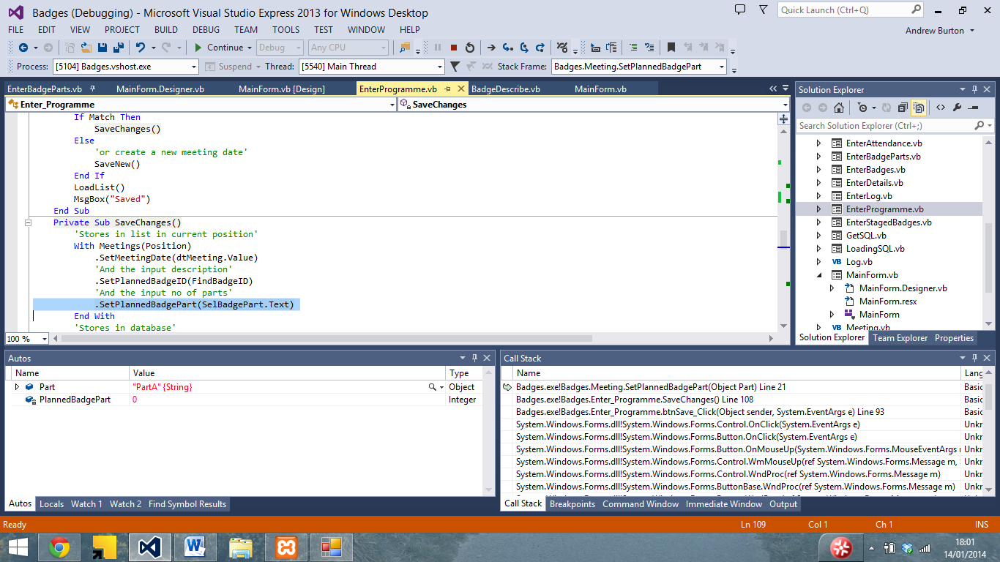 Badges (Debugging) - Microsoft Visual Studio Express 2013 for Windows Desktop
Quick Launch (Ctrl+Q)
FILE EDIT VIEW PROJECT BUILD DEBUG TEAM TOOLS TEST WINDOW HELP
Andrew Burton
Continue Debug Any CPU
Process: [5104] Badges.vshost.exe Suspend Thread: [5540] Main Thread Stack Frame: Badges.Meeting.SetPlannedBadgePart
EnterBadgeParts.vb MainForm.Designer.vb MainForm.vb [Design] EnterProgramme.vb BadgeDescribe.vb MainForm.vb
Enter_Programme SaveChanges
If Match Then
SaveChanges()
Else
'or create a new meeting date'
SaveNew()
End If
LoadList()
MsgBox("Saved")
End Sub
Private Sub SaveChanges()
'Stores in list in current position'
With Meetings(Position)
.SetMeetingDate(dtMeeting.Value)
'And the input description'
.SetPlannedBadgeID(FindBadgeID)
'And the input no of parts'
.SetPlannedBadgePart(SelBadgePart.Text)
End With
'Stores in database'
100 %
Solution Explorer
Search Solution Explorer (Ctrl+;)
EnterAttendance.vb
EnterBadgeParts.vb
EnterBadges.vb
EnterDetails.vb
EnterLog.vb
EnterProgramme.vb
EnterStagedBadges.vb
GetSQL.vb
LoadingSQL.vb
VB Log.vb
MainForm.vb
MainForm.Designer.vb
MainForm.resx
MainForm
VB Meeting.vb
Solution Explorer Team Explorer Properties
Autos
Name Value Type
Part "PartA" {String} Object
PlannedBadgePart 0 Integer
Autos Locals Watch 1 Watch 2 Find Symbol Results
Call Stack
Name Lang
Badges.exe!Badges.Meeting.SetPlannedBadgePart(Object Part) Line 21 Basic
Badges.exe!Badges.Enter_Programme.SaveChanges() Line 108 Basic
Badges.exe!Badges.Enter_Programme.btnSave_Click(Object sender, System.EventArgs e) Line 93 Basic
System.Windows.Forms.dll!System.Windows.Forms.Control.OnClick(System.EventArgs e) Unkn
System.Windows.Forms.dll!System.Windows.Forms.Button.OnClick(System.EventArgs e) Unkn
System.Windows.Forms.dll!System.Windows.Forms.Button.OnMouseUp(System.Windows.Forms.MouseEventArgs Unkn
System.Windows.Forms.dll!System.Windows.Forms.Control.WmMouseUp(ref System.Windows.Forms.Message m, Unkn
System.Windows.Forms.dll!System.Windows.Forms.Control.WndProc(ref System.Windows.Forms.Message m) Unkn
System.Windows.Forms.dll!System.Windows.Forms.ButtonBase.WndProc(ref System.Windows.Forms.Message m) Unkn
Call Stack Breakpoints Command Window Immediate Window Output
Ready Ln 109 Col 1 Ch 1 INS
18:01
14/01/2014